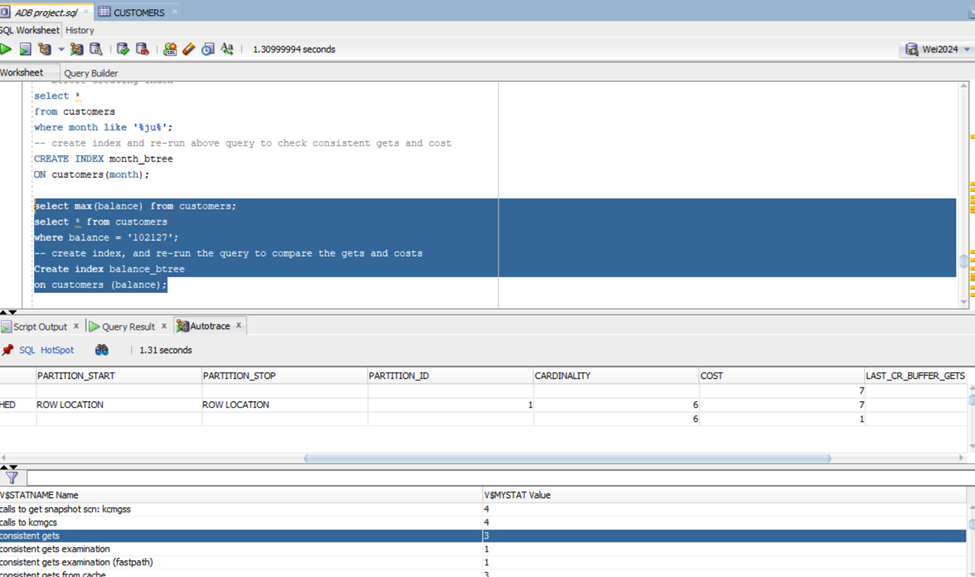 ADB project.sql CUSTOMERS
SQL Worksheet History
1.30999994 seconds Wei2024
Worksheet Query Builder
select *
from customers
where month like '%ju%';
-- create index and re-run above query to check consistent gets and cost
CREATE INDEX month_btree
ON customers(month);
select max(balance) from customers;
select * from customers
where balance = '102127';
-- create index, and re-run the query to compare the gets and costs
Create index balance_btree
on customers (balance);
Script Output Query Result Autotrace
SQL HotSpot 1.31 seconds
PARTITION_START PARTITION_STOP PARTITION_ID CARDINALITY COST LAST_CR_BUFFER_GETS
7
HED ROW LOCATION ROW LOCATION 1 6 7
6 1
V$STATNAME Name V$MYSTAT Value
calls to get snapshot scn: kcmgss 4
calls to kcmgcs 4
consistent gets 3
consistent gets examination 1
consistent gets examination (fastpath) 1
consistent gets from cache 3